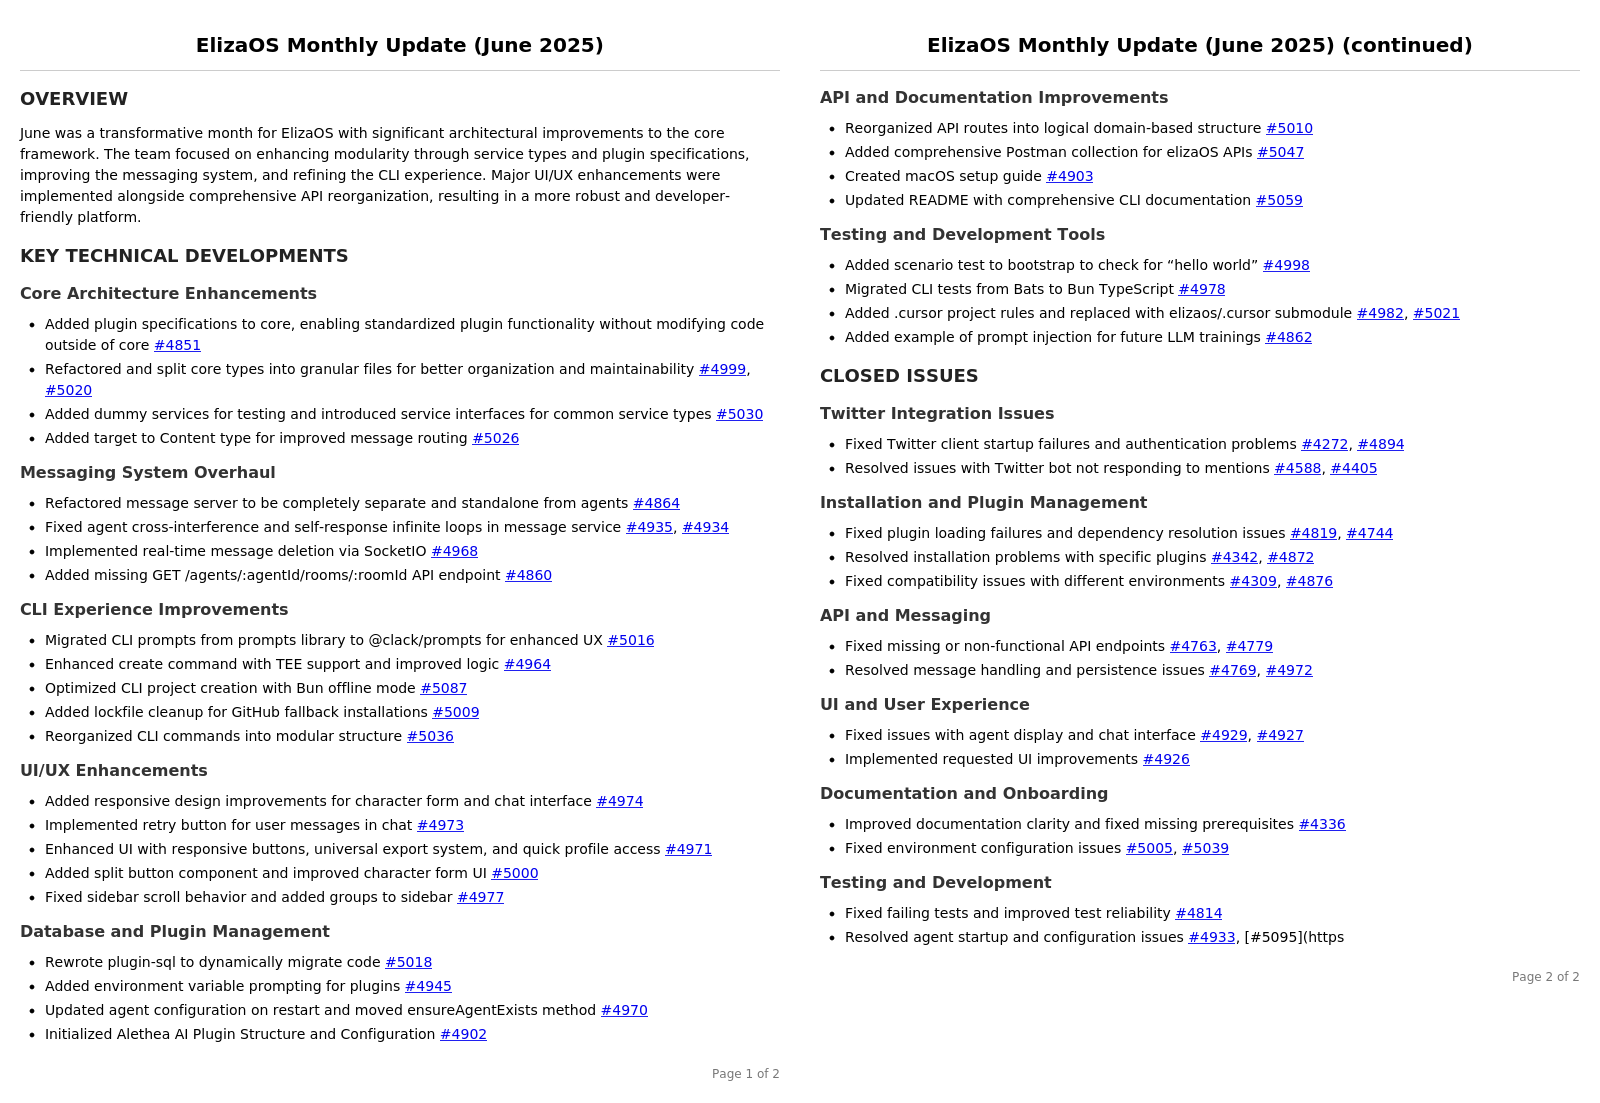 ElizaOS Monthly Update (June 2025)
OVERVIEW
June was a transformative month for ElizaOS with significant architectural improvements to the core
framework. The team focused on enhancing modularity through service types and plugin specifications,
improving the messaging system, and refining the CLI experience. Major UI/UX enhancements were
implemented alongside comprehensive API reorganization, resulting in a more robust and developer-
friendly platform.
KEY TECHNICAL DEVELOPMENTS
Core Architecture Enhancements
• Added plugin specifications to core, enabling standardized plugin functionality without modifying code
outside of core #4851
• Refactored and split core types into granular files for better organization and maintainability #4999,
#5020
• Added dummy services for testing and introduced service interfaces for common service types #5030
• Added target to Content type for improved message routing #5026
Messaging System Overhaul
• Refactored message server to be completely separate and standalone from agents #4864
• Fixed agent cross-interference and self-response infinite loops in message service #4935, #4934
• Implemented real-time message deletion via SocketIO #4968
• Added missing GET /agents/:agentId/rooms/:roomId API endpoint #4860
CLI Experience Improvements
• Migrated CLI prompts from prompts library to @clack/prompts for enhanced UX #5016
• Enhanced create command with TEE support and improved logic #4964
• Optimized CLI project creation with Bun offline mode #5087
• Added lockfile cleanup for GitHub fallback installations #5009
• Reorganized CLI commands into modular structure #5036
UI/UX Enhancements
• Added responsive design improvements for character form and chat interface #4974
• Implemented retry button for user messages in chat #4973
• Enhanced UI with responsive buttons, universal export system, and quick profile access #4971
• Added split button component and improved character form UI #5000
• Fixed sidebar scroll behavior and added groups to sidebar #4977
Database and Plugin Management
• Rewrote plugin-sql to dynamically migrate code #5018
• Added environment variable prompting for plugins #4945
• Updated agent configuration on restart and moved ensureAgentExists method #4970
• Initialized Alethea AI Plugin Structure and Configuration #4902
Page 1 of 2
ElizaOS Monthly Update (June 2025) (continued)
API and Documentation Improvements
• Reorganized API routes into logical domain-based structure #5010
• Added comprehensive Postman collection for elizaOS APIs #5047
• Created macOS setup guide #4903
• Updated README with comprehensive CLI documentation #5059
Testing and Development Tools
• Added scenario test to bootstrap to check for “hello world” #4998
• Migrated CLI tests from Bats to Bun TypeScript #4978
• Added .cursor project rules and replaced with elizaos/.cursor submodule #4982, #5021
• Added example of prompt injection for future LLM trainings #4862
CLOSED ISSUES
Twitter Integration Issues
• Fixed Twitter client startup failures and authentication problems #4272, #4894
• Resolved issues with Twitter bot not responding to mentions #4588, #4405
Installation and Plugin Management
• Fixed plugin loading failures and dependency resolution issues #4819, #4744
• Resolved installation problems with specific plugins #4342, #4872
• Fixed compatibility issues with different environments #4309, #4876
API and Messaging
• Fixed missing or non-functional API endpoints #4763, #4779
• Resolved message handling and persistence issues #4769, #4972
UI and User Experience
• Fixed issues with agent display and chat interface #4929, #4927
• Implemented requested UI improvements #4926
Documentation and Onboarding
• Improved documentation clarity and fixed missing prerequisites #4336
• Fixed environment configuration issues #5005, #5039
Testing and Development
• Fixed failing tests and improved test reliability #4814
• Resolved agent startup and configuration issues #4933, [#5095](https
Page 2 of 2